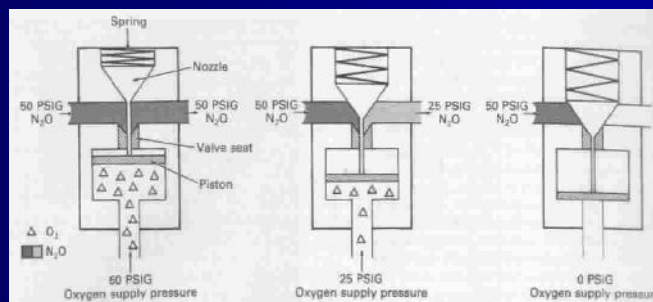 Spring
Nozzle
50 PSIG
N₂O
50 PSIG
N₂O
Valve seat
Piston
△ O₂
N₂O
50 PSIG
Oxygen supply pressure
50 PSIG
N₂O
25 PSIG
N₂O
25 PSIG
Oxygen supply pressure
50 PSIG
N₂O
0 PSIG
Oxygen supply pressure